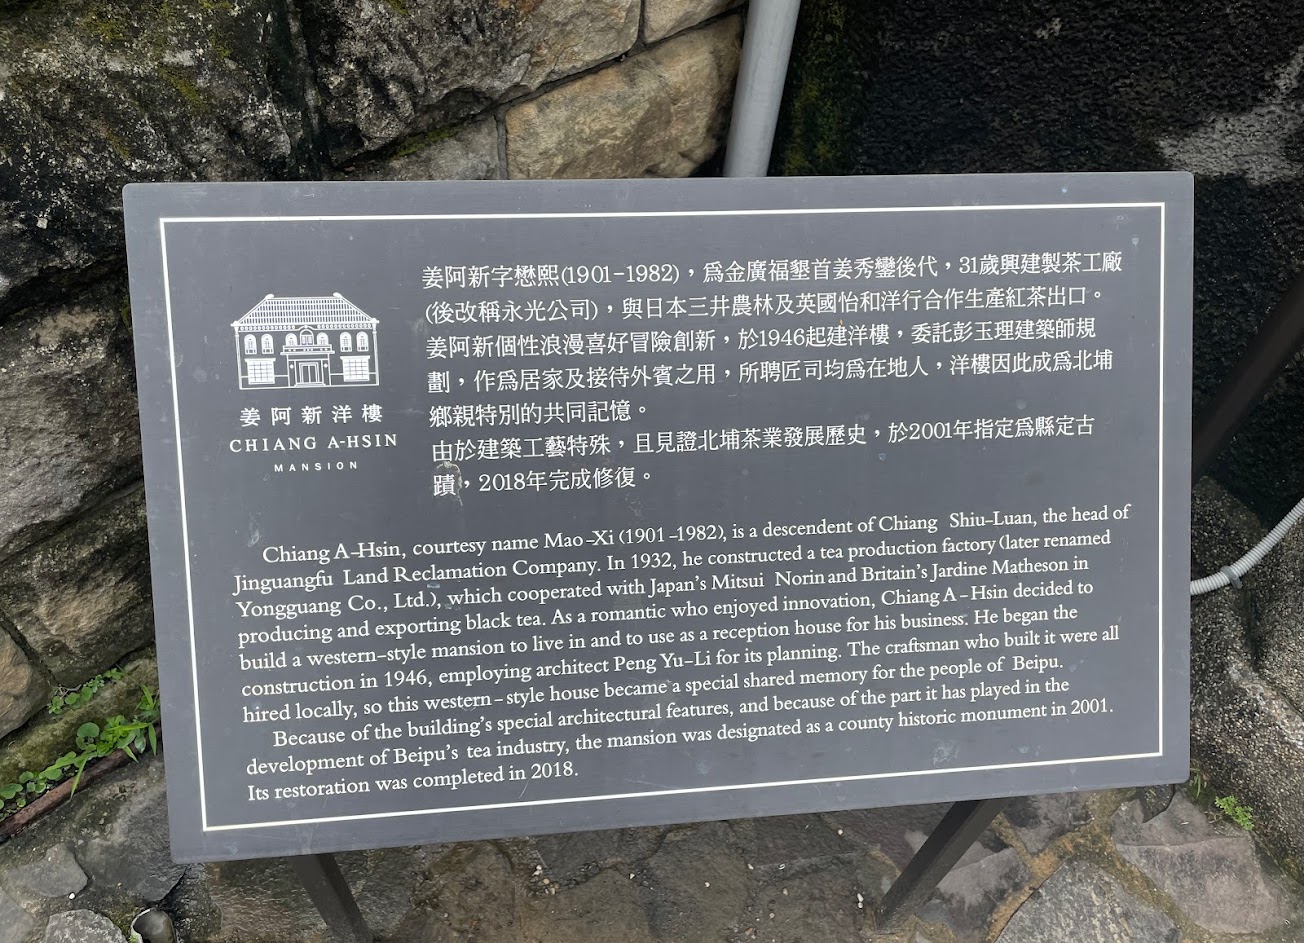 姜阿新洋樓
CHIANG A-HSIN
MANSION
姜阿新字懋熙(1901-1982)，為金廣福墾首姜秀鑾後代，31歲興建製茶工廠
(後改稱永光公司)，與日本三井農林及英國怡和洋行合作生產紅茶出口。
姜阿新個性浪漫喜好冒險創新，於1946起建洋樓，委託彭玉理建築師規
劃，作為居家及接待外賓之用，所聘匠司均為在地人，洋樓因此成為北埔
鄉親特別的共同記憶。
由於建築工藝特殊，且見證北埔茶業發展歷史，於2001年指定為縣定古
蹟，2018年完成修復。
Chiang A-Hsin, courtesy name Mao-Xi (1901-1982), is a descendent of Chiang Shiu-Luan, the head of
Jinguangfu Land Reclamation Company. In 1932, he constructed a tea production factory (later renamed
Yongguang Co., Ltd.), which cooperated with Japan's Mitsui Norin and Britain's Jardine Matheson in
producing and exporting black tea. As a romantic who enjoyed innovation, Chiang A-Hsin decided to
build a western-style mansion to live in and to use as a reception house for his business. He began the
construction in 1946, employing architect Peng Yu-Li for its planning. The craftsman who built it were all
hired locally, so this western-style house became a special shared memory for the people of Beipu.
Because of the building's special architectural features, and because of the part it has played in the
development of Beipu's tea industry, the mansion was designated as a county historic monument in 2001.
Its restoration was completed in 2018.